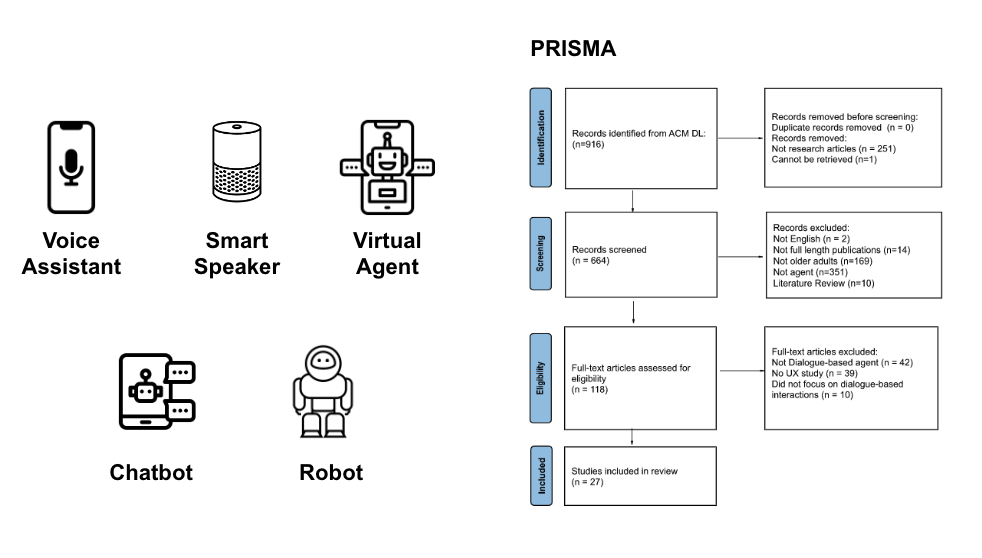 Voice
Assistant
Smart
Speaker
Virtual
Agent
Chatbot
Robot
PRISMA
Identification
Records identified from ACM DL:
(n=916)
Records removed before screening:
Duplicate records removed (n = 0)
Records removed:
Not research articles (n = 251)
Cannot be retrieved (n=1)
Screening
Records screened
(n = 664)
Records excluded:
Not English (n = 2)
Not full length publications (n=14)
Not older adults (n=169)
Not agent (n=351)
Literature Review (n=10)
Eligibility
Full-text articles assessed for
eligibility
(n = 118)
Full-text articles excluded:
Not Dialogue-based agent (n = 42)
No UX study (n = 39)
Did not focus on dialogue-based
interactions (n = 10)
Included
Studies included in review
(n = 27)